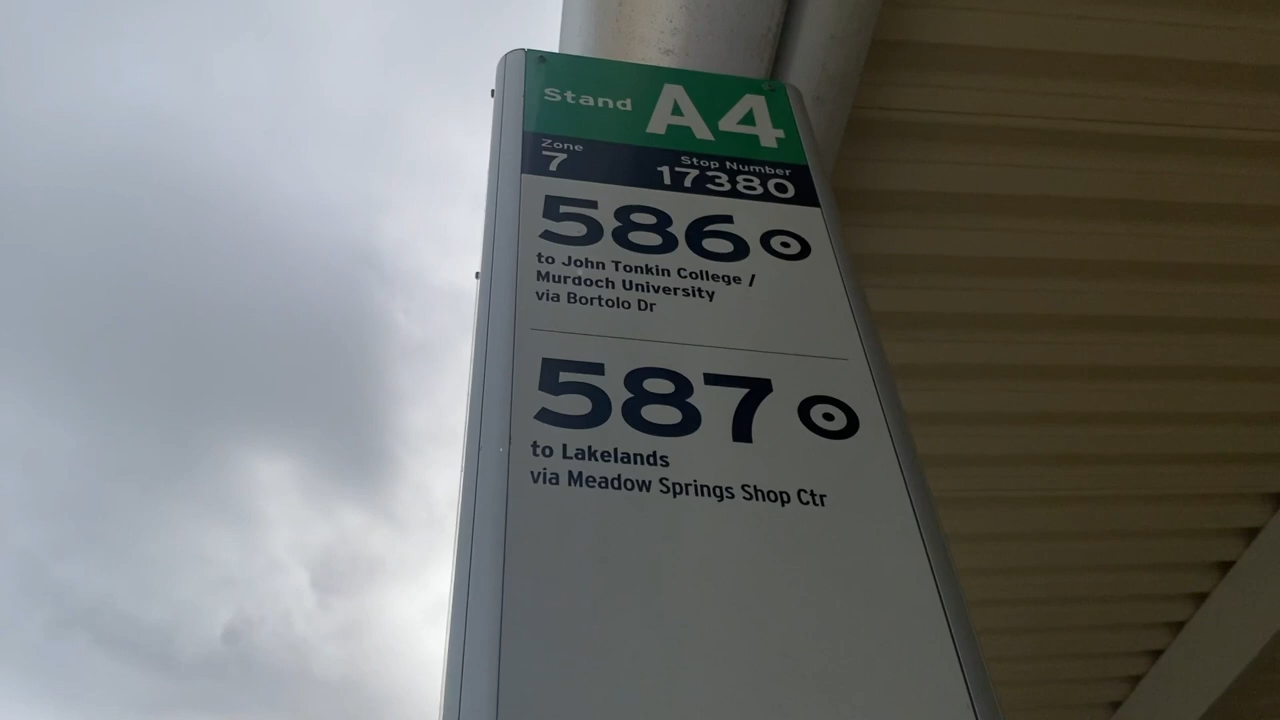 Stand A4
Zone Stop Number
7 17380
586
to John Tonkin College /
Murdoch University
via Bortolo Dr
587
to Lakelands
via Meadow Springs Shop Ctr